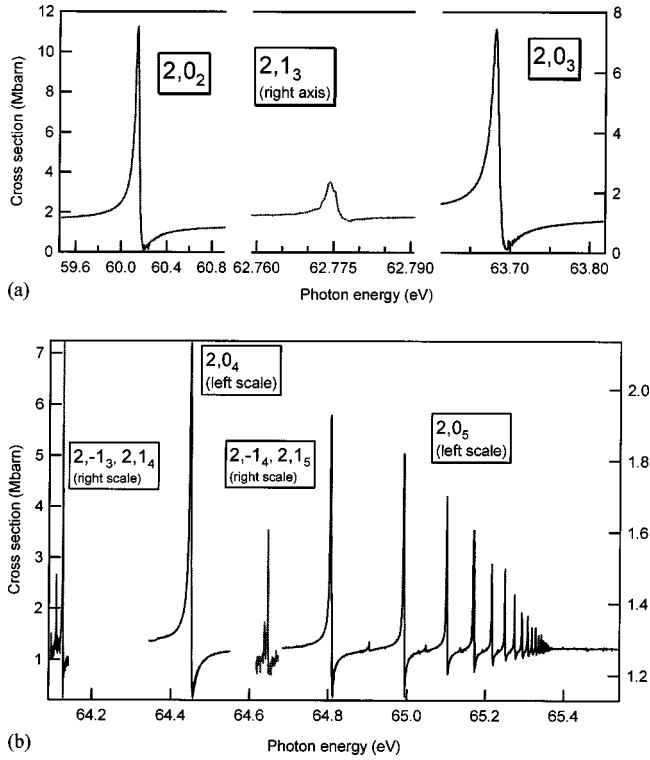 12
10
8
6
4
2
0
Cross section (Mbarn)
2,0₂
2,1₃
(right axis)
2,0₃
8
6
4
2
0
59.6 60.0 60.4 60.8
62.760 62.775 62.790
63.70 63.80
(a)
Photon energy (eV)
7
6
5
4
3
2
1
Cross section (Mbarn)
2,-1₃, 2,1₄
(right scale)
2,0₄
(left scale)
2,-1₄, 2,1₅
(right scale)
2,0₅
(left scale)
2.0
1.8
1.6
1.4
1.2
64.2 64.4 64.6 64.8 65.0 65.2 65.4
(b)
Photon energy (eV)